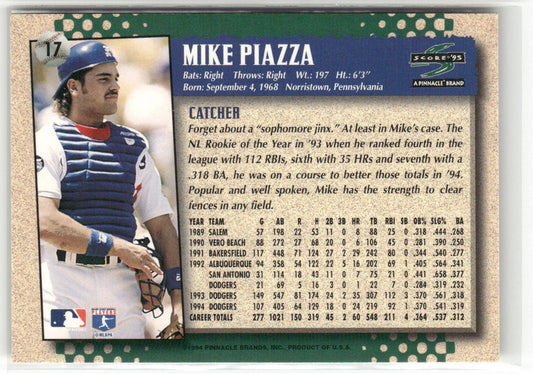 17
MIKE PIAZZA
Bats: Right Throws: Right Wt.: 197 Ht.: 6'3"
Born: September 4, 1968 Norristown, Pennsylvania
SCORE '95
A PINNACLE BRAND
CATCHER
Forget about a "sophomore jinx." At least in Mike's case. The
NL Rookie of the Year in '93 when he ranked fourth in the
league with 112 RBIs, sixth with 35 HRs and seventh with a
.318 BA, he was on a course to better those totals in '94.
Popular and well spoken, Mike has the strength to clear
fences in any field.
YEAR TEAM G AB R H 2B 3B HR TB RBI SB OB% SLG% BA
1989 SALEM 57 198 22 53 11 0 8 88 25 0 .318 .444 .268
1990 VERO BEACH 88 272 27 68 20 0 6 106 45 0 .281 .390 .250
1991 BAKERSFIELD 117 448 71 124 27 2 29 242 80 0 .344 .540 .277
1992 ALBUQUERQUE 94 358 54 122 22 5 16 202 69 1 .405 .564 .341
SAN ANTONIO 31 114 18 43 11 0 7 75 20 0 .441 .658 .377
DODGERS 21 69 5 16 3 0 1 22 7 0 .284 .319 .232
1993 DODGERS 149 547 81 174 24 2 35 307 112 3 .370 .561 .318
1994 DODGERS 107 405 64 129 18 0 24 219 92 1 .370 .541 .319
CAREER TOTALS 277 1021 150 319 45 2 60 548 211 4 .364 .537 .312
PLAYERS
©MLBPA
©1994 PINNACLE BRANDS, INC., PRODUCT OF U.S.A.